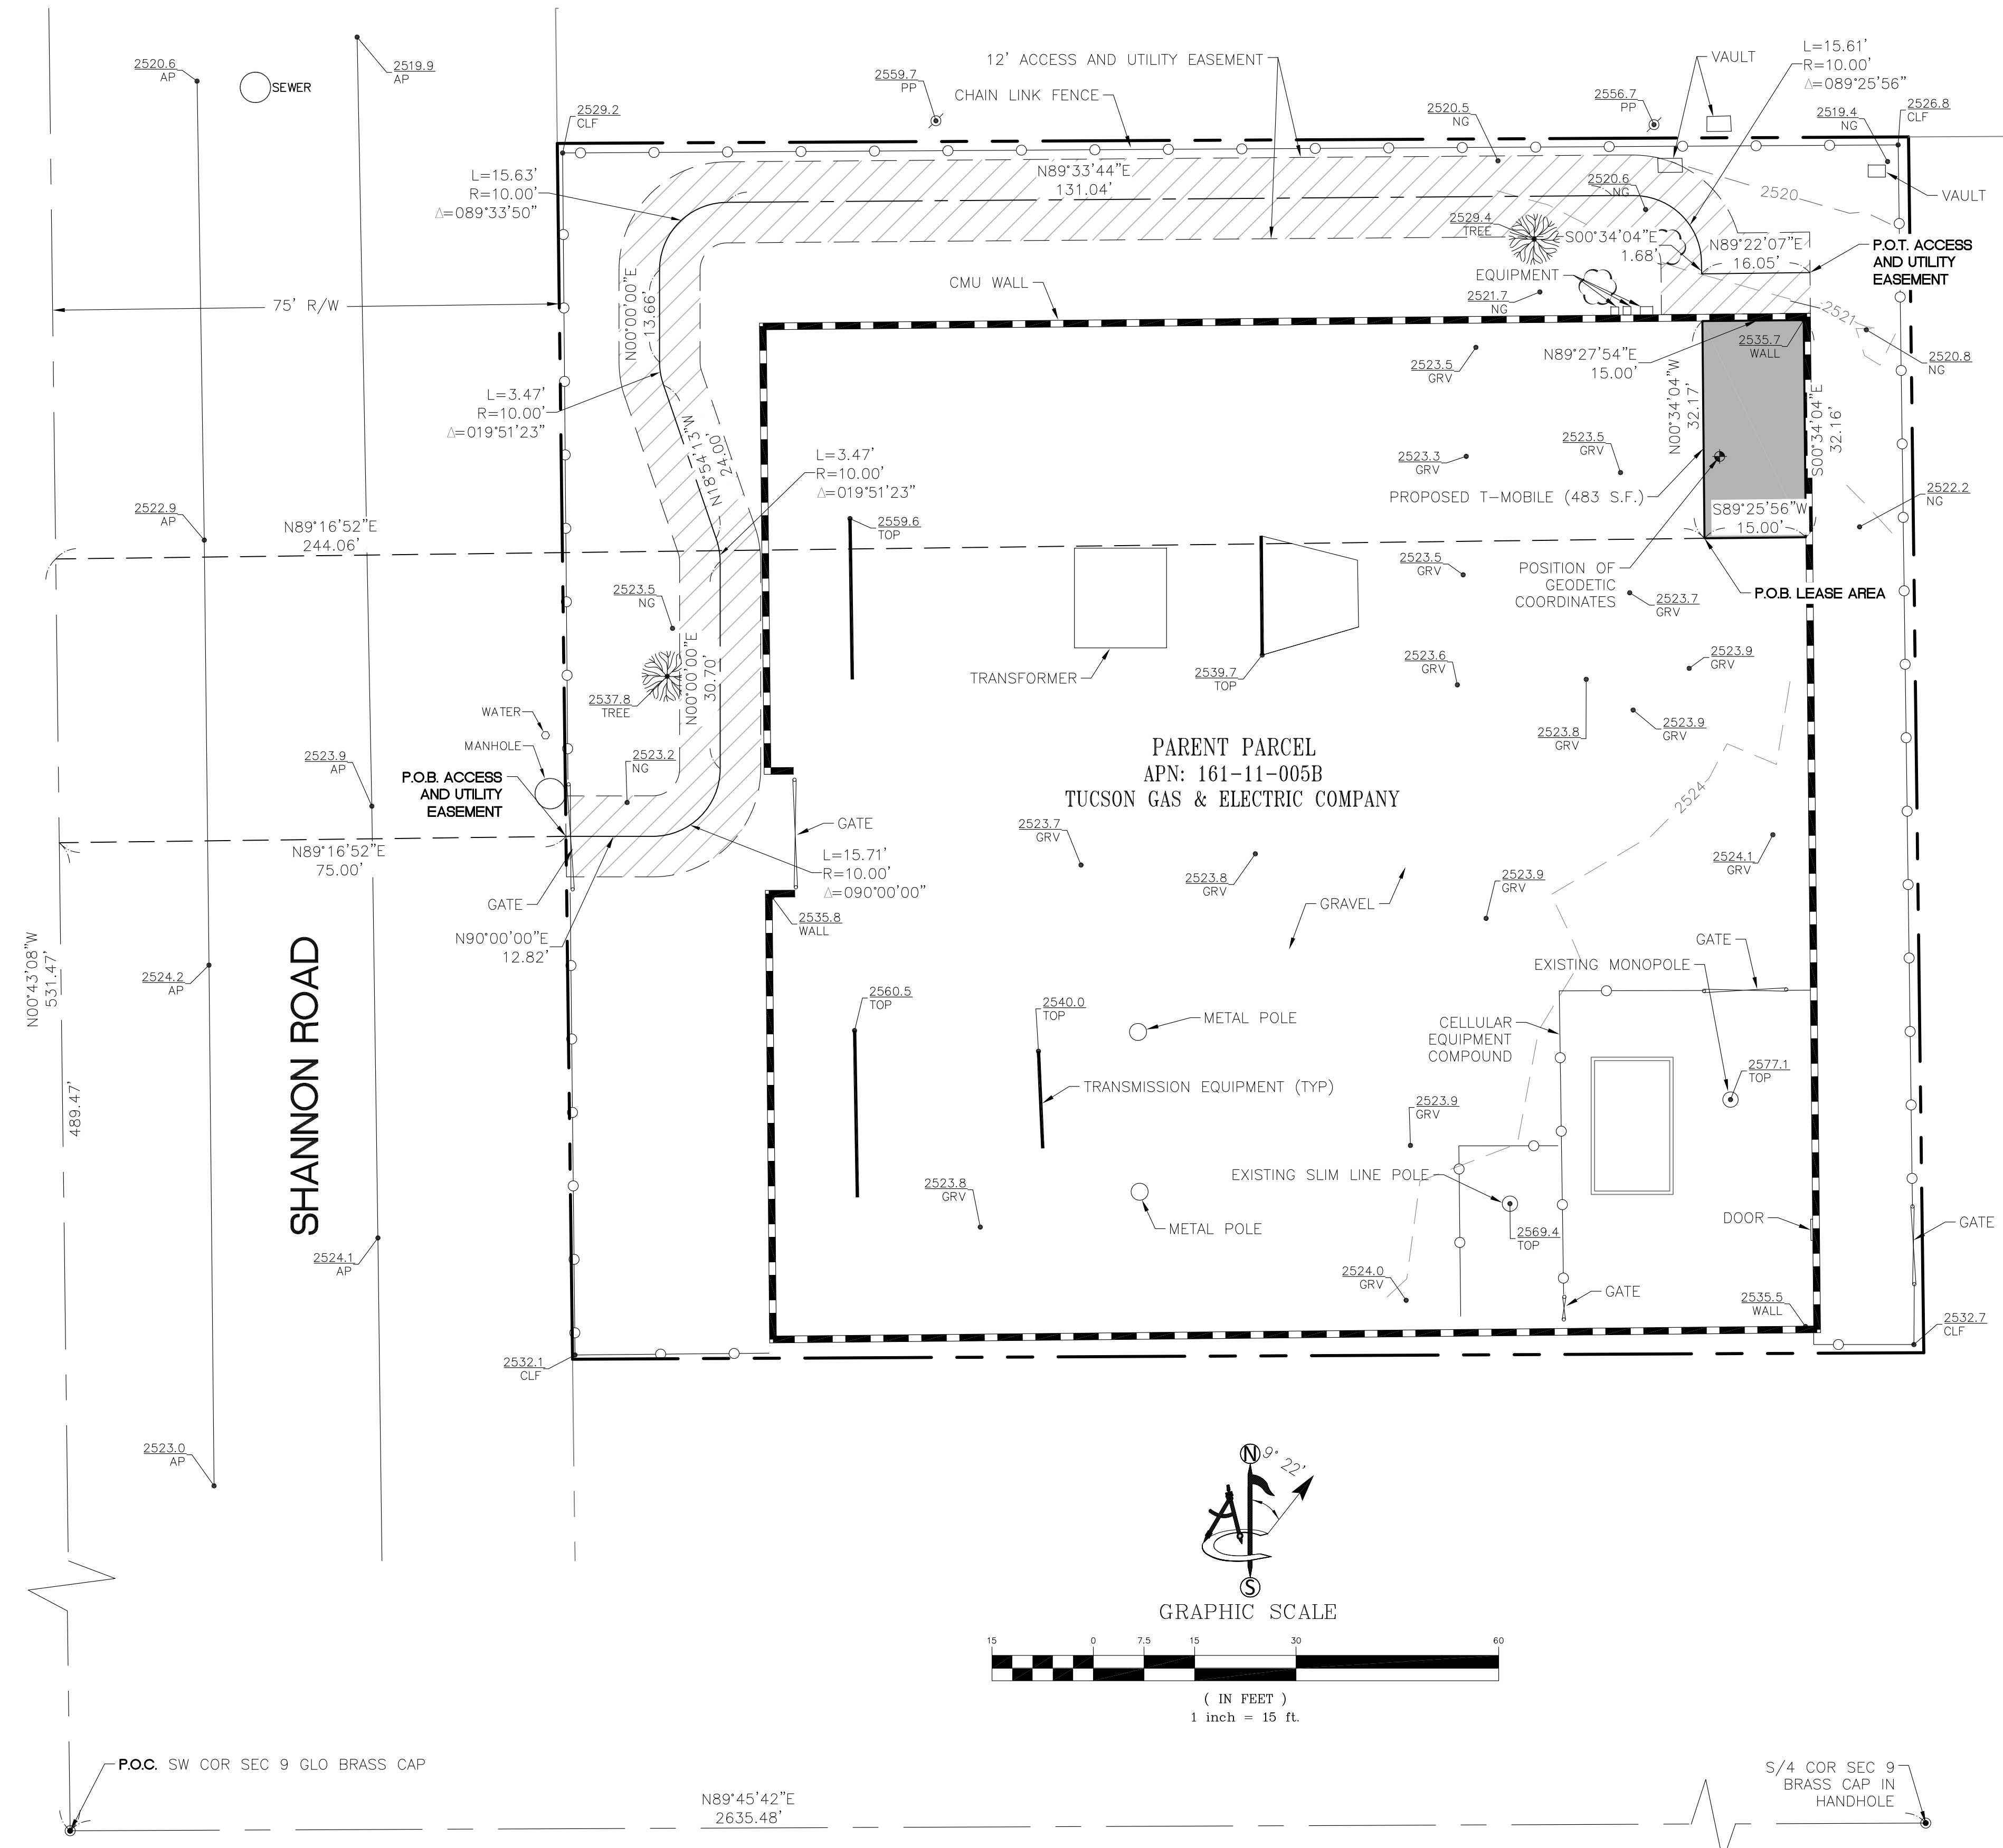 2520.6
AP
SEWER
2519.9
AP
2529.2
CLF
2559.7
PP
12' ACCESS AND UTILITY EASEMENT
CHAIN LINK FENCE
2520.5
NG
2556.7
PP
VAULT
L=15.61'
R=10.00'
Δ=089°25'56"
2519.4
NG
2526.8
CLF
VAULT
L=15.63'
R=10.00'
Δ=089°33'50"
N89°33'44"E
131.04'
2520.6
NG
2520
2529.4
TREE
S00°34'04"E
1.68'
N89°22'07"E
16.05'
P.O.T. ACCESS
AND UTILITY
EASEMENT
75' R/W
N00°00'00"E
13.66'
CMU WALL
EQUIPMENT
2521.7
NG
2521
2535.7
WALL
N89°27'54"E
15.00'
2520.8
NG
2523.5
GRV
N00°34'04"W
32.17'
S00°34'04"E
32.16'
L=3.47'
R=10.00'
Δ=019°51'23"
N18°54'13"W
24.00'
L=3.47'
R=10.00'
Δ=019°51'23"
2523.3
GRV
2523.5
GRV
PROPOSED T-MOBILE (483 S.F.)
2522.2
NG
S89°25'56"W
15.00'
2522.9
AP
N89°16'52"E
244.06'
2559.6
TOP
2523.5
GRV
POSITION OF
GEODETIC
COORDINATES
2523.7
GRV
P.O.B. LEASE AREA
2523.5
NG
N00°00'00"E
30.70'
2537.8
TREE
TRANSFORMER
2539.7
TOP
2523.6
GRV
2523.9
GRV
2523.8
GRV
2523.9
GRV
WATER
MANHOLE
2523.9
AP
P.O.B. ACCESS
AND UTILITY
EASEMENT
2523.2
NG
PARENT PARCEL
APN: 161-11-005B
TUCSON GAS & ELECTRIC COMPANY
2524
GATE
2523.7
GRV
2523.8
GRV
2524.1
GRV
N89°16'52"E
75.00'
L=15.71'
R=10.00'
Δ=090°00'00"
2523.9
GRV
GATE
GRAVEL
2535.8
WALL
N90°00'00"E
12.82'
GATE
EXISTING MONOPOLE
N00°43'08"W
531.47'
489.47'
SHANNON ROAD
2524.2
AP
2560.5
TOP
2540.0
TOP
METAL POLE
CELLULAR
EQUIPMENT
COMPOUND
2577.1
TOP
TRANSMISSION EQUIPMENT (TYP)
2523.9
GRV
EXISTING SLIM LINE POLE
2523.8
GRV
METAL POLE
2569.4
TOP
DOOR
GATE
2524.1
AP
2524.0
GRV
GATE
2535.5
WALL
2532.7
CLF
2532.1
CLF
2523.0
AP
N
9° 22'
S
GRAPHIC SCALE
15 0 7.5 15 30 60
( IN FEET )
1 inch = 15 ft.
P.O.C. SW COR SEC 9 GLO BRASS CAP
N89°45'42"E
2635.48'
S/4 COR SEC 9
BRASS CAP IN
HANDHOLE